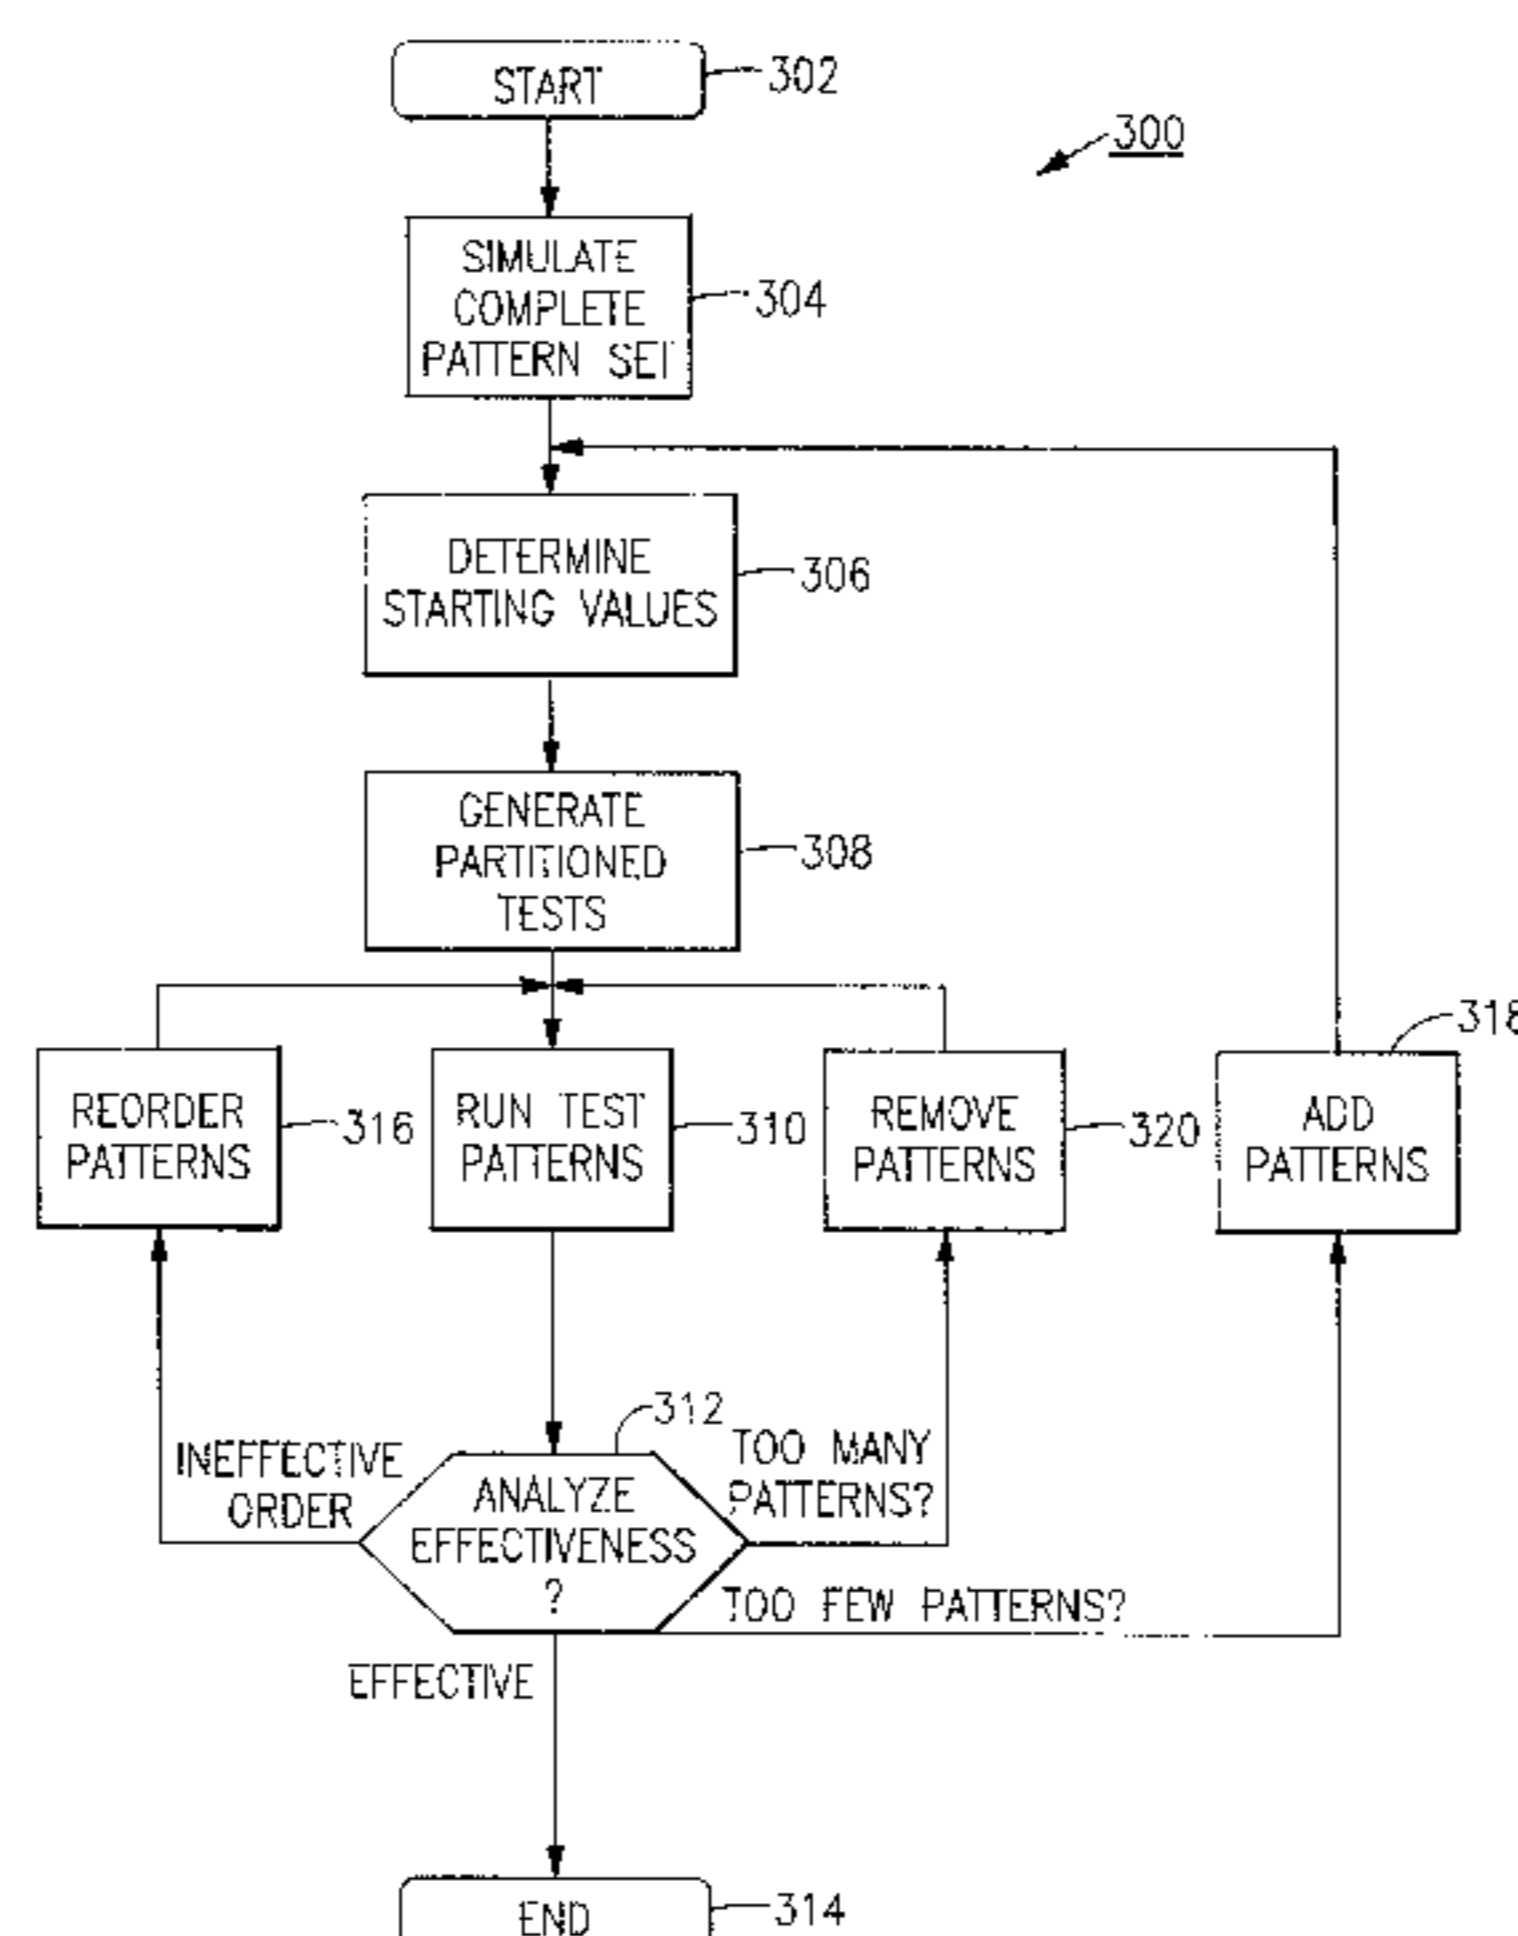 START
302
300
SIMULATE
COMPLETE
PATTERN SET
304
DETERMINE
STARTING VALUES
306
GENERATE
PARTITIONED
TESTS
308
REORDER
PATTERNS
316
RUN TEST
PATTERNS
310
REMOVE
PATTERNS
320
ADD
PATTERNS
318
INEFFECTIVE
ORDER
312
ANALYZE
EFFECTIVENESS
?
TOO MANY
PATTERNS?
TOO FEW PATTERNS?
EFFECTIVE
END
314